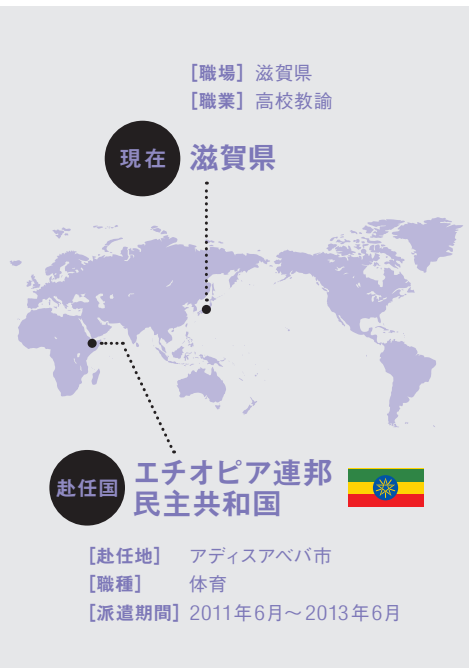 [職場] 滋賀県
[職業] 高校教諭
現在 滋賀県
赴任国 エチオピア連邦
民主共和国
[赴任地] アディスアベバ市
[職種] 体育
[派遣期間] 2011年6月～2013年6月